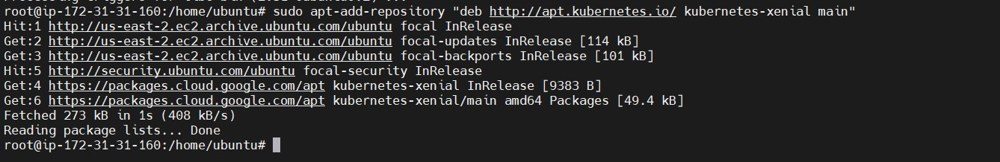 root@ip-172-31-31-160:/home/ubuntu# sudo apt-add-repository "deb http://apt.kubernetes.io/ kubernetes-xenial main"
Hit:1 http://us-east-2.ec2.archive.ubuntu.com/ubuntu focal InRelease
Get:2 http://us-east-2.ec2.archive.ubuntu.com/ubuntu focal-updates InRelease [114 kB]
Get:3 http://us-east-2.ec2.archive.ubuntu.com/ubuntu focal-backports InRelease [101 kB]
Hit:5 http://security.ubuntu.com/ubuntu focal-security InRelease
Get:4 https://packages.cloud.google.com/apt kubernetes-xenial InRelease [9383 B]
Get:6 https://packages.cloud.google.com/apt kubernetes-xenial/main amd64 Packages [49.4 kB]
Fetched 273 kB in 1s (408 kB/s)
Reading package lists... Done
root@ip-172-31-31-160:/home/ubuntu#